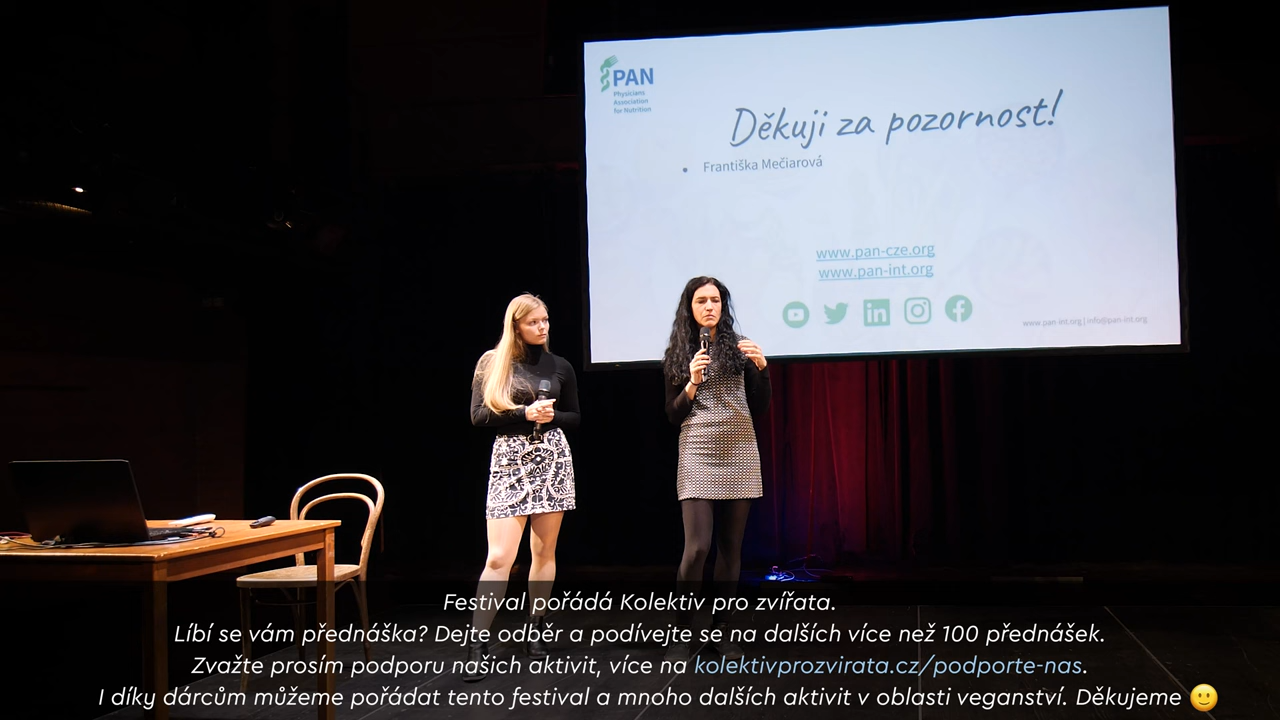 PAN
Physicians
Association
for Nutrition
Děkuji za pozornost!
• Františka Mečiarová
www.pan-cze.org
www.pan-int.org
www.pan-int.org | info@pan-int.org
Festival pořádá Kolektiv pro zvířata.
Líbí se vám přednáška? Dejte odběr a podívejte se na dalších více než 100 přednášek.
Zvažte prosím podporu našich aktivit, více na kolektivprozvirata.cz/podporte-nas.
I díky dárcům můžeme pořádat tento festival a mnoho dalších aktivit v oblasti veganství. Děkujeme 🙂